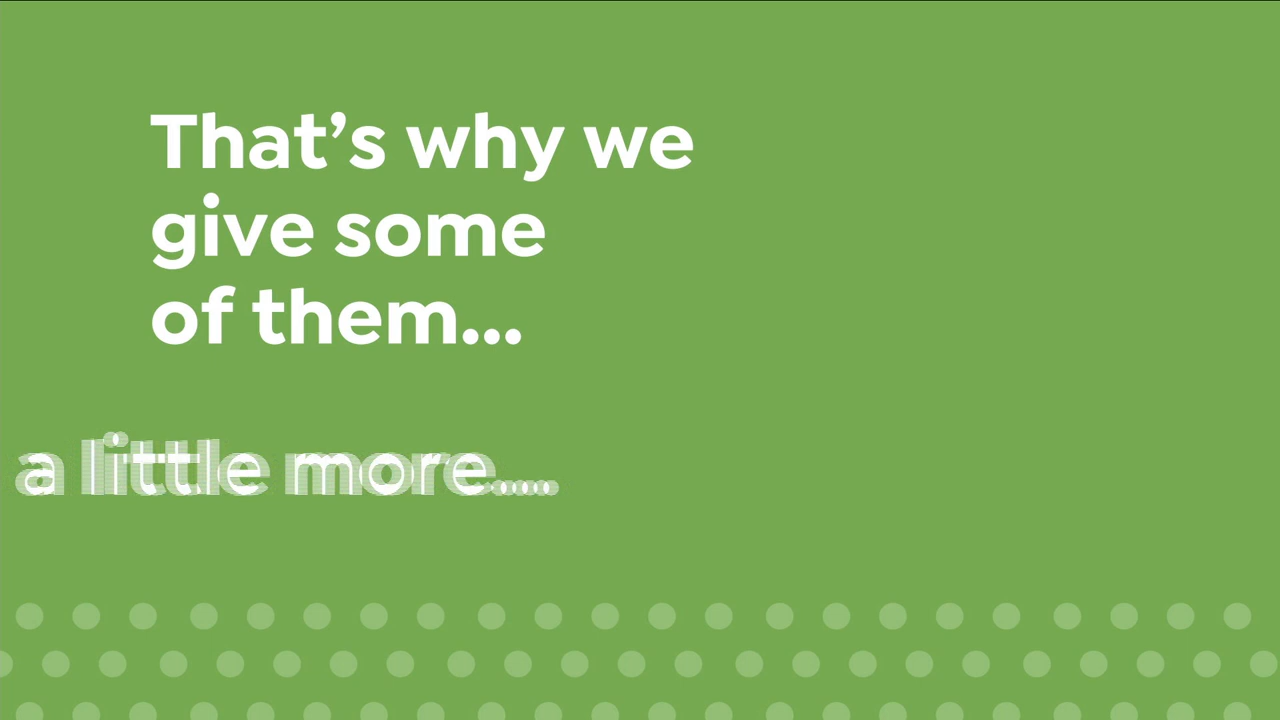 That’s why we
give some
of them...
a little more...